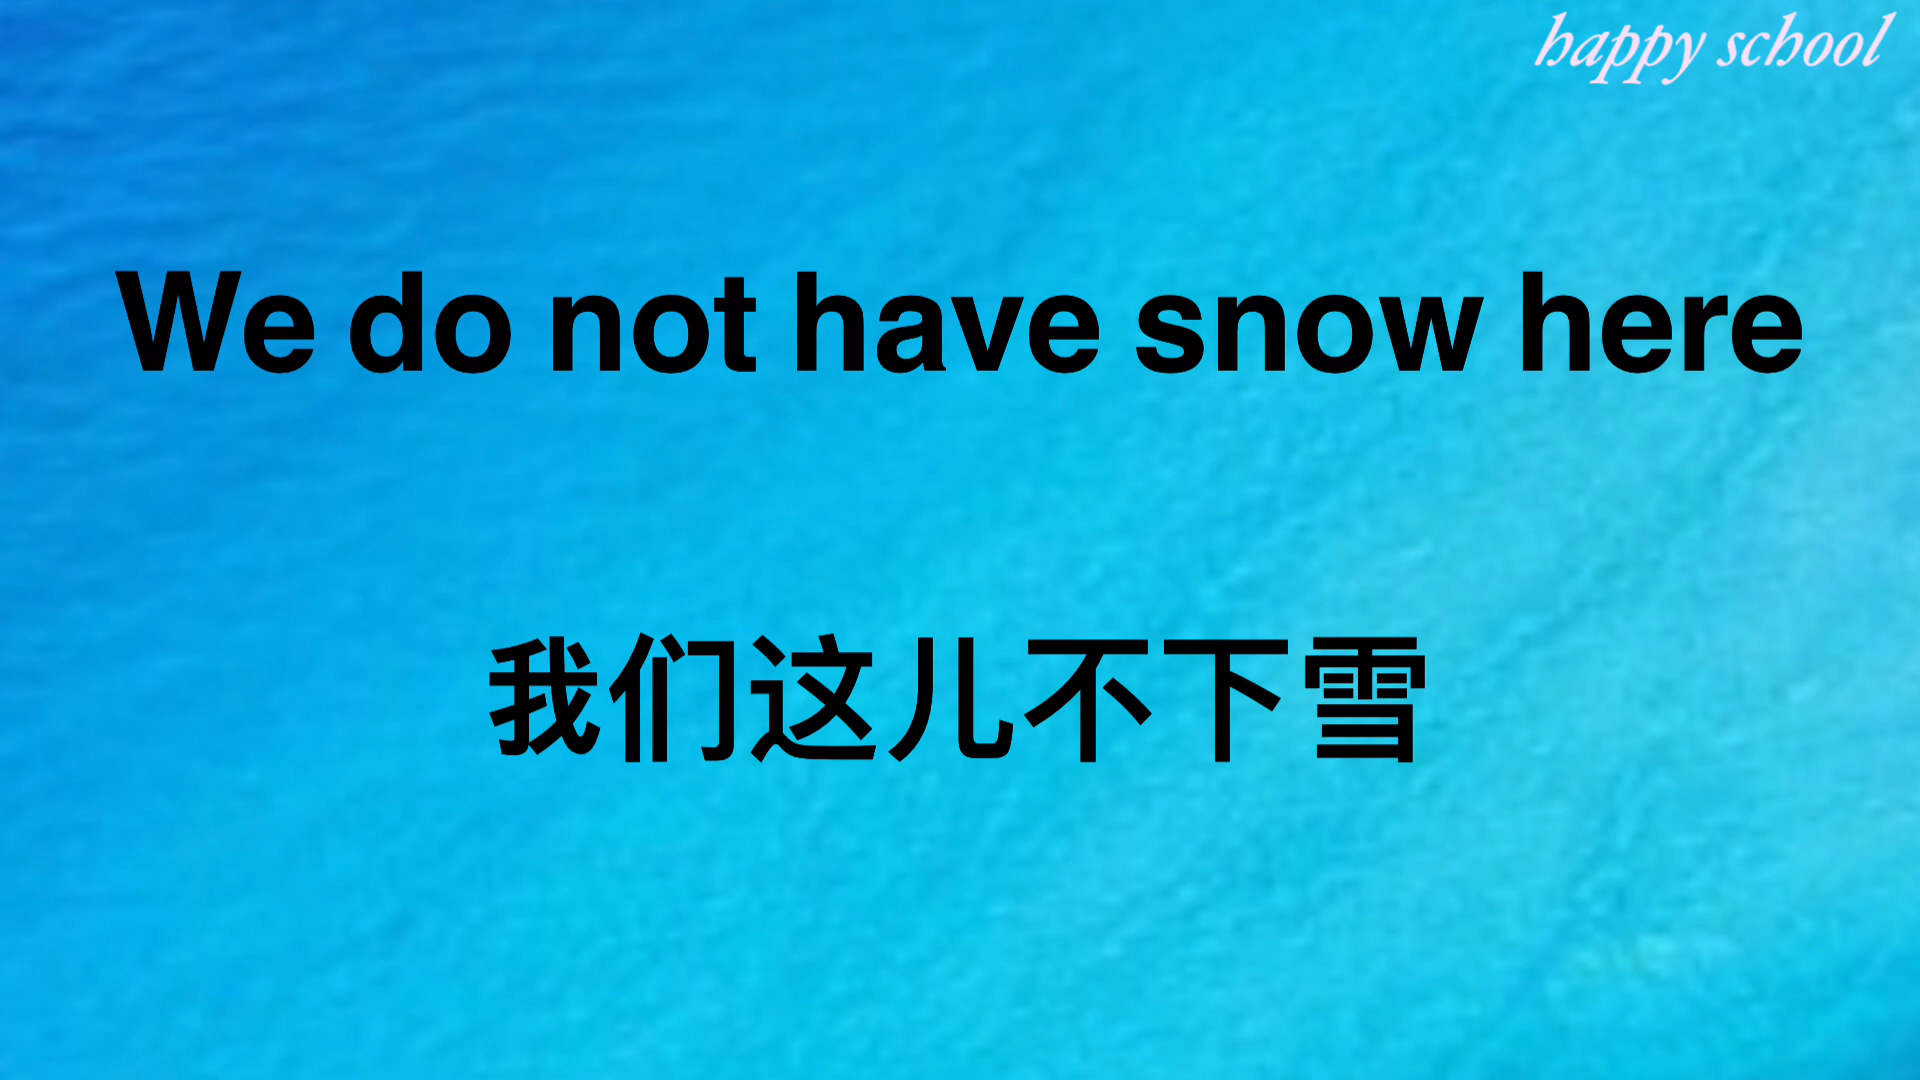 happy school
We do not have snow here
我们这儿不下雪